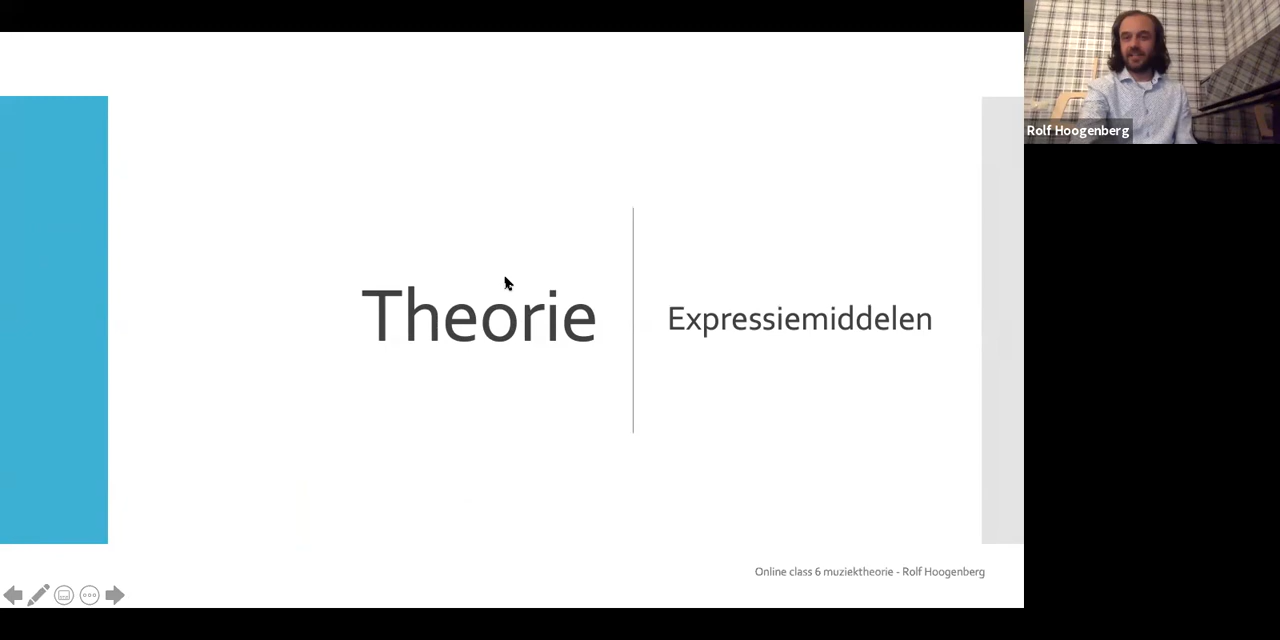 Theorie
Expressiemiddelen
Online class 6 muziektheorie - Rolf Hoogenberg
Rolf Hoogenberg